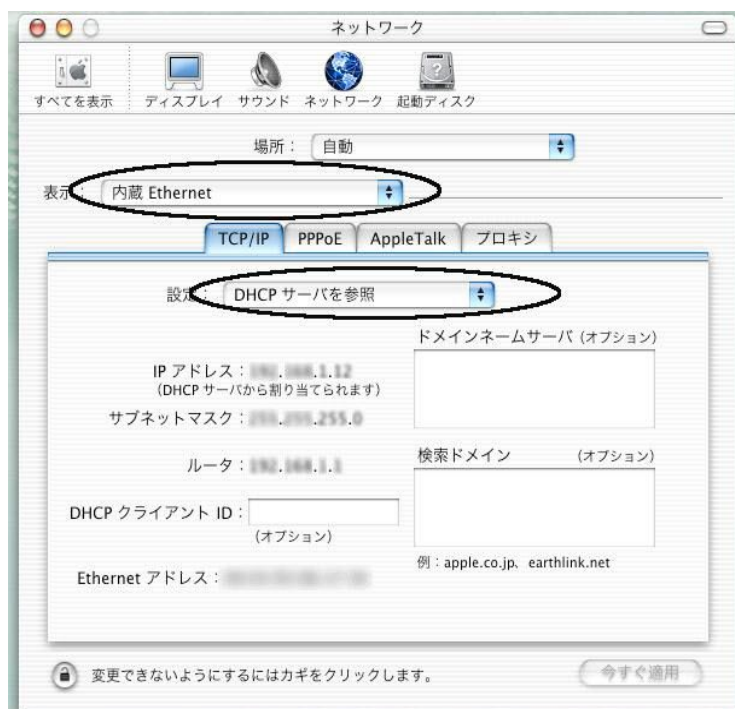 ネットワーク
すべてを表示 ディスプレイ サウンド ネットワーク 起動ディスク
場所： 自動
表示： 内蔵 Ethernet
TCP/IP PPPoE AppleTalk プロキシ
設定： DHCP サーバを参照
ドメインネームサーバ (オプション)
IP アドレス： .1.12
(DHCP サーバから割り当てられます)
サブネットマスク： .255.0
検索ドメイン (オプション)
ルータ： 192.168.1.1
DHCP クライアント ID：
(オプション)
例：apple.co.jp、earthlink.net
Ethernet アドレス：
変更できないようにするにはカギをクリックします。
今すぐ適用